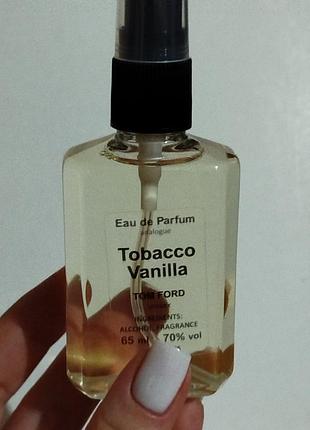 Eau de Parfum
analogue
Tobacco
Vanilla
TOM FORD
INGREDIENTS:
ALCOHOL, FRAGRANCE
65 ml 70% vol